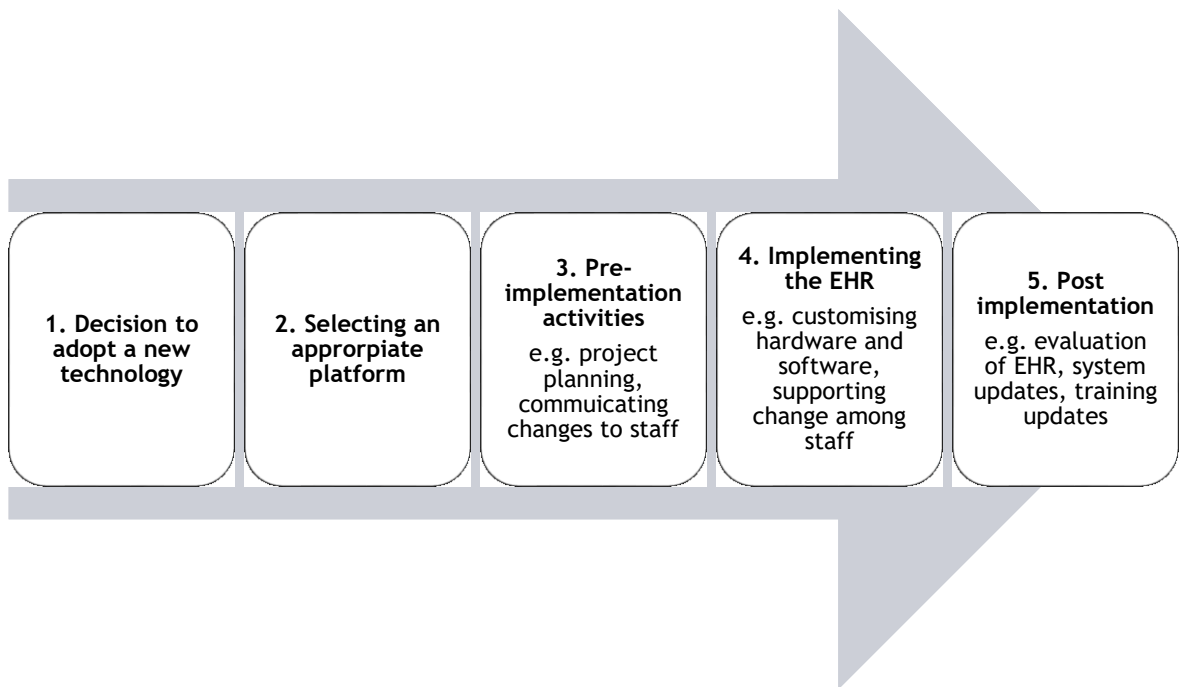 1. Decision to
adopt a new
technology
2. Selecting an
approrpiate
platform
3. Pre-
implementation
activities
e.g. project
planning,
commuicating
changes to staff
4. Implementing
the EHR
e.g. customising
hardware and
software,
supporting
change among
staff
5. Post
implementation
e.g. evaluation
of EHR, system
updates, training
updates